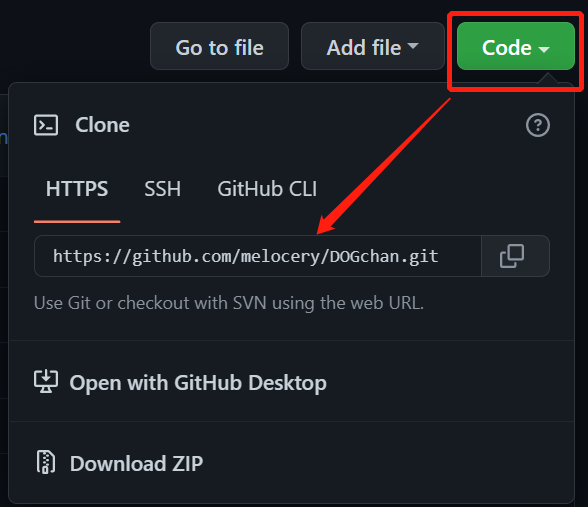 Go to file Add file Code
Clone
HTTPS SSH GitHub CLI
https://github.com/melocery/DOGchan.git
Use Git or checkout with SVN using the web URL.
Open with GitHub Desktop
Download ZIP